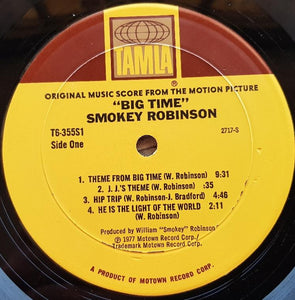 TAMLA
ORIGINAL MUSIC SCORE FROM THE MOTION PICTURE
"BIG TIME"
SMOKEY ROBINSON
T6-355S1
2717-S
Side One
1. THEME FROM BIG TIME (W. Robinson) 9:31
2. J. J.'S THEME (W. Robinson) :35
3. HIP TRIP (W. Robinson-J. Bradford) 4:46
4. HE IS THE LIGHT OF THE WORLD 2:11
(W. Robinson)
Produced by William "Smokey" Robinson
℗ 1977 Motown Record Corp.
Trademark Motown Record Corp.
A PRODUCT OF MOTOWN RECORD CORP.